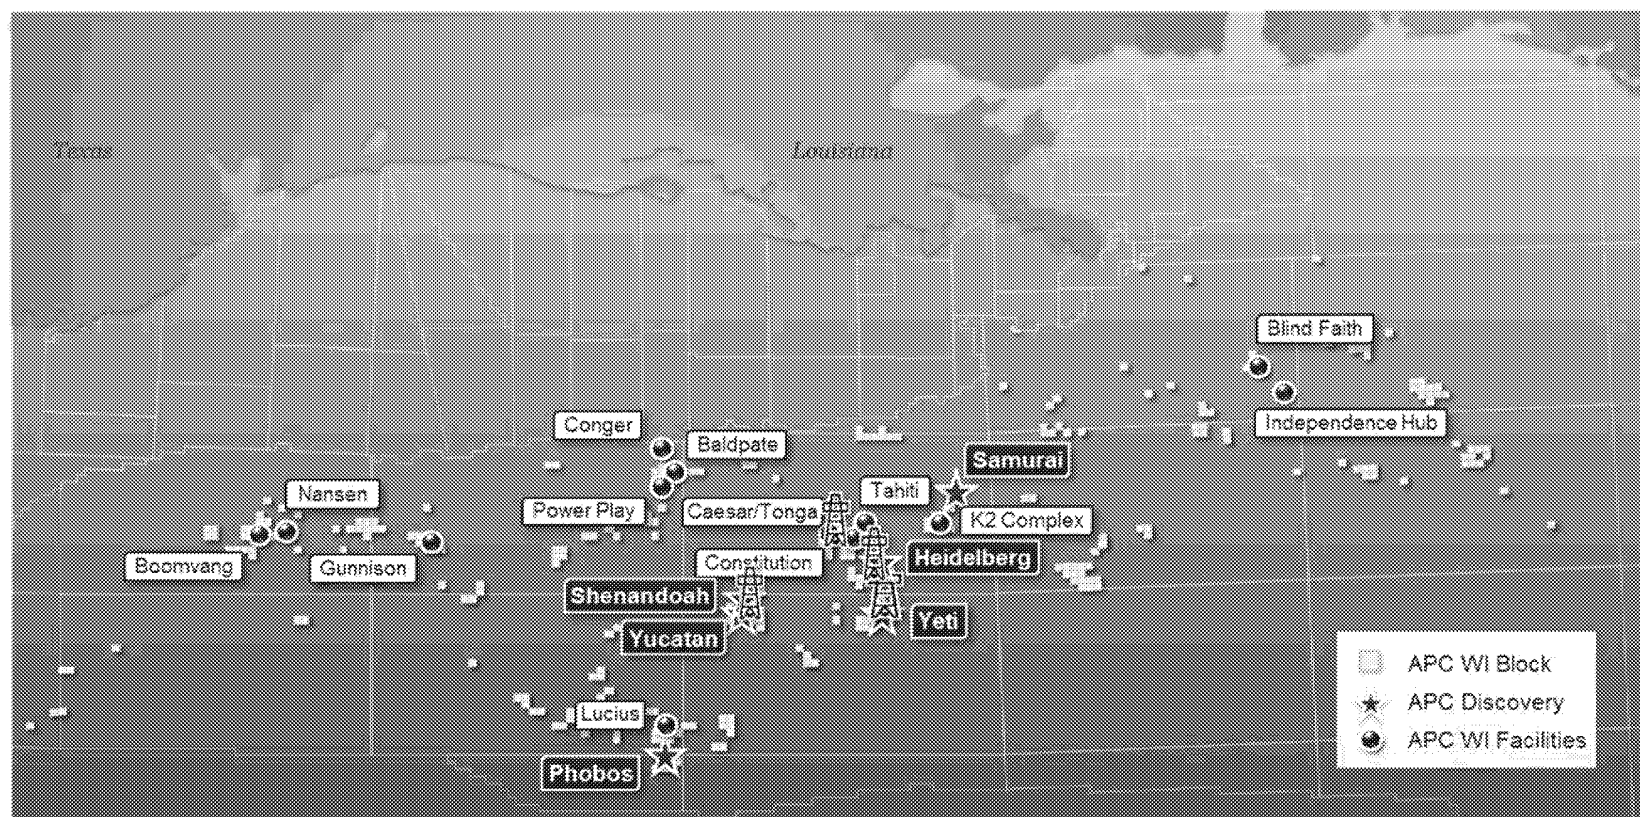 Texas
Louisiana
Blind Faith
Independence Hub
Conger
Baldpate
Samurai
Nansen
Tahiti
Power Play
Caesar/Tonga
K2 Complex
Boomvang
Gunnison
Constitution
Heidelberg
Shenandoah
Yeti
Yucatan
APC WI Block
APC Discovery
Lucius
APC WI Facilities
Phobos